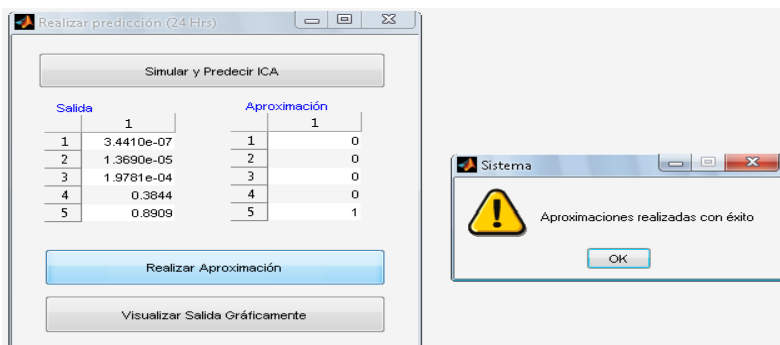 Realizar predicción (24 Hrs)
Simular y Predecir ICA
Salida
1
1 3.4410e-07
2 1.3690e-05
3 1.9781e-04
4 0.3844
5 0.8909
Aproximación
1
1 0
2 0
3 0
4 0
5 1
Realizar Aproximación
Visualizar Salida Gráficamente
Sistema
Aproximaciones realizadas con éxito
OK